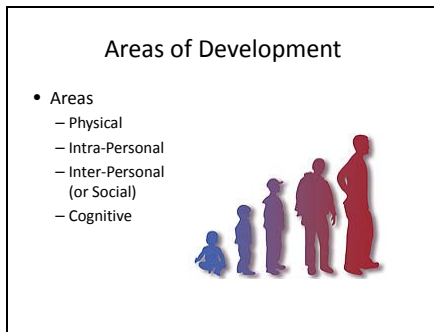 Areas of Development
• Areas
– Physical
– Intra-Personal
– Inter-Personal
(or Social)
– Cognitive